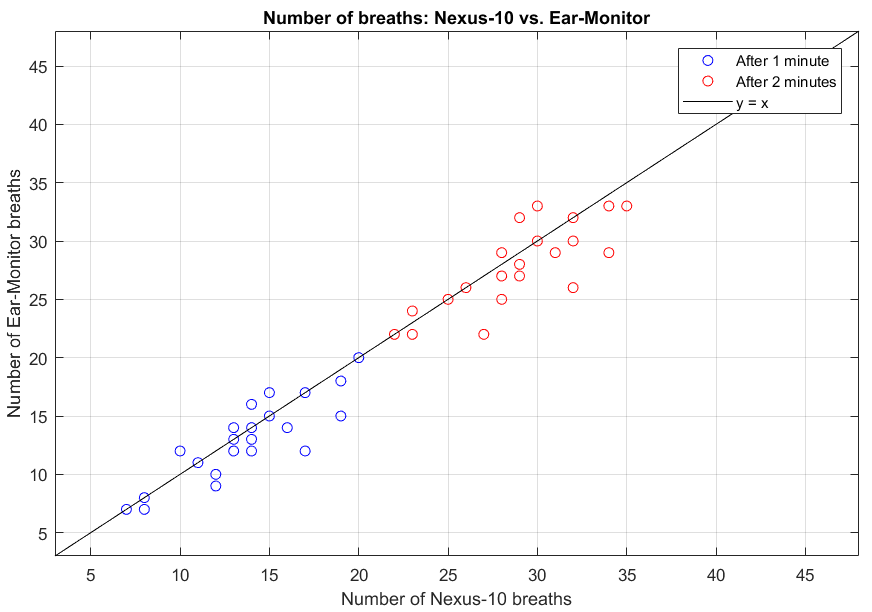 Number of breaths: Nexus-10 vs. Ear-Monitor
After 1 minute
After 2 minutes
y = x
Number of Ear-Monitor breaths
45
40
35
30
25
20
15
10
5
5 10 15 20 25 30 35 40 45
Number of Nexus-10 breaths